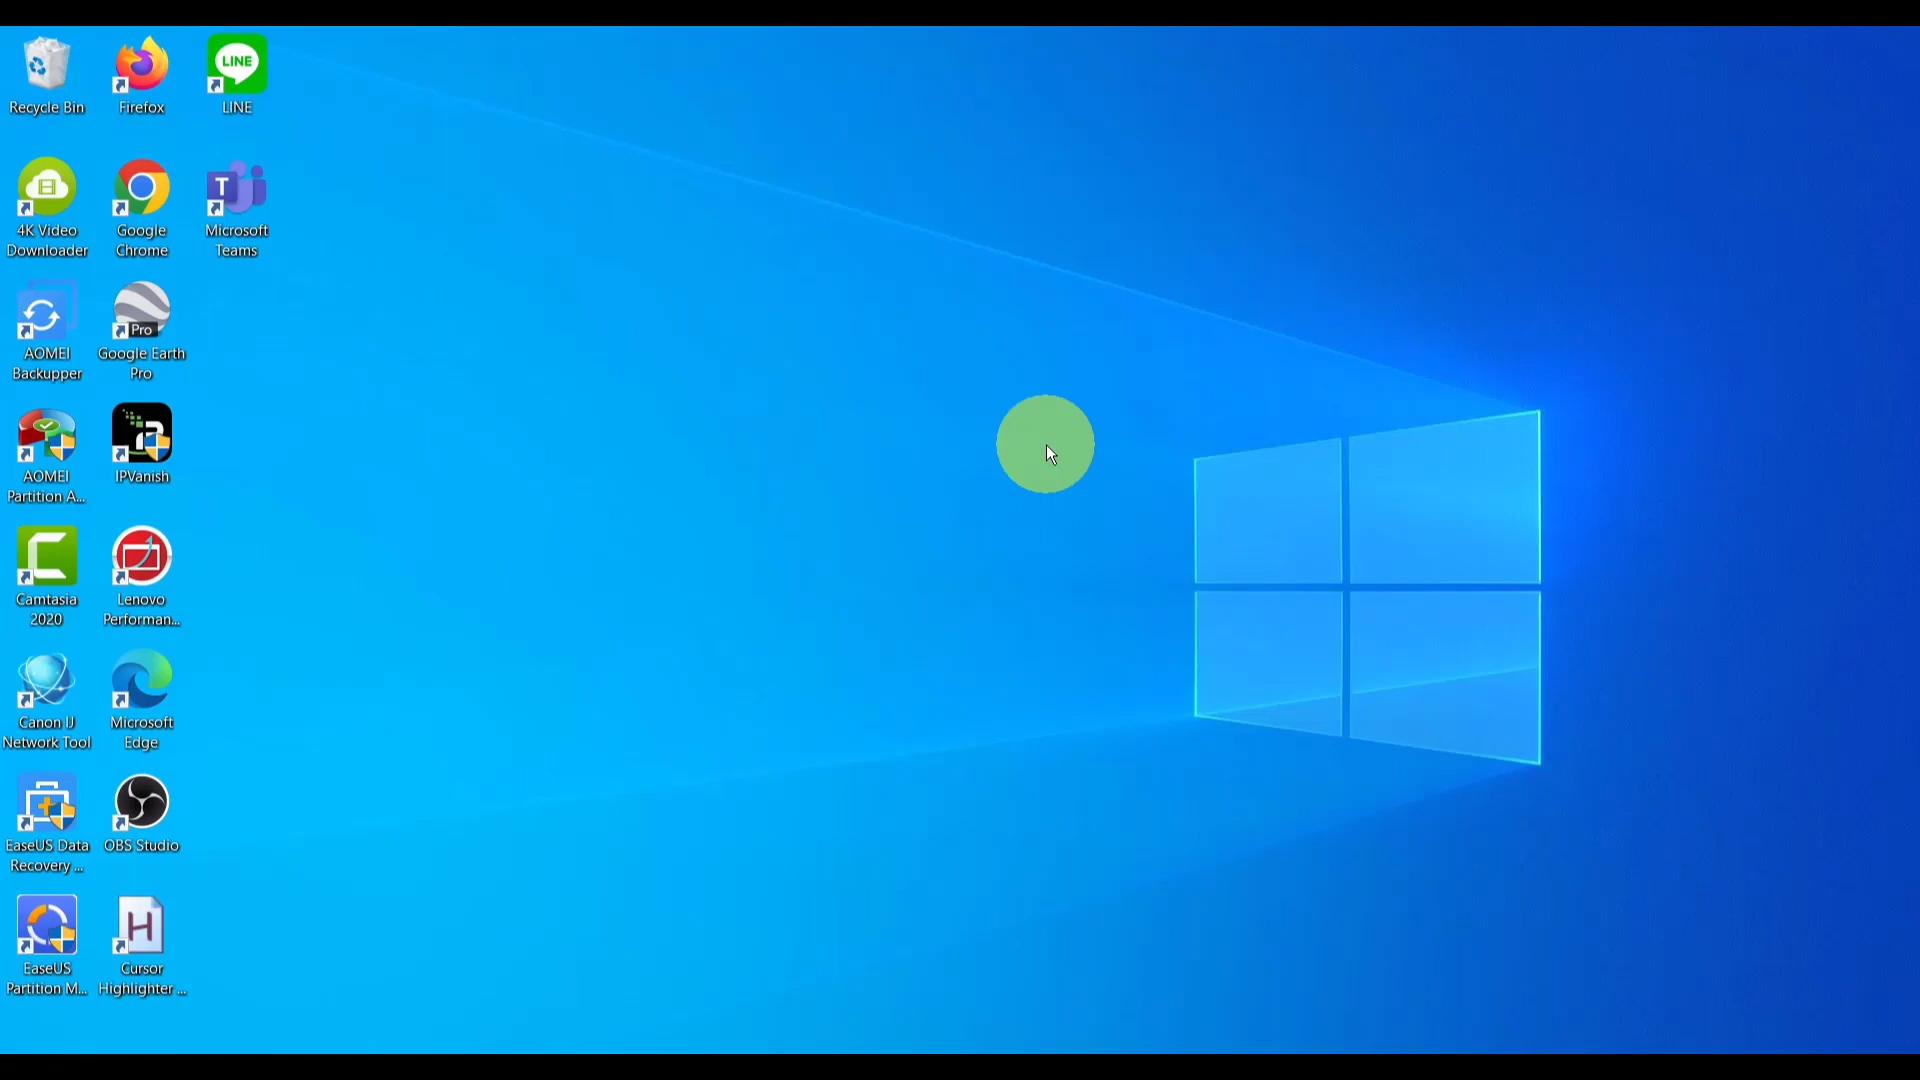 Recycle Bin
Firefox
LINE
LINE
4K Video
Downloader
Google
Chrome
T
Microsoft
Teams
AOMEI
Backupper
Pro
Google Earth
Pro
AOMEI
Partition A...
IPVanish
Camtasia
2020
Lenovo
Performan...
Canon IJ
Network Tool
Microsoft
Edge
EaseUS Data
Recovery ...
OBS Studio
EaseUS
Partition M...
H
Cursor
Highlighter ...